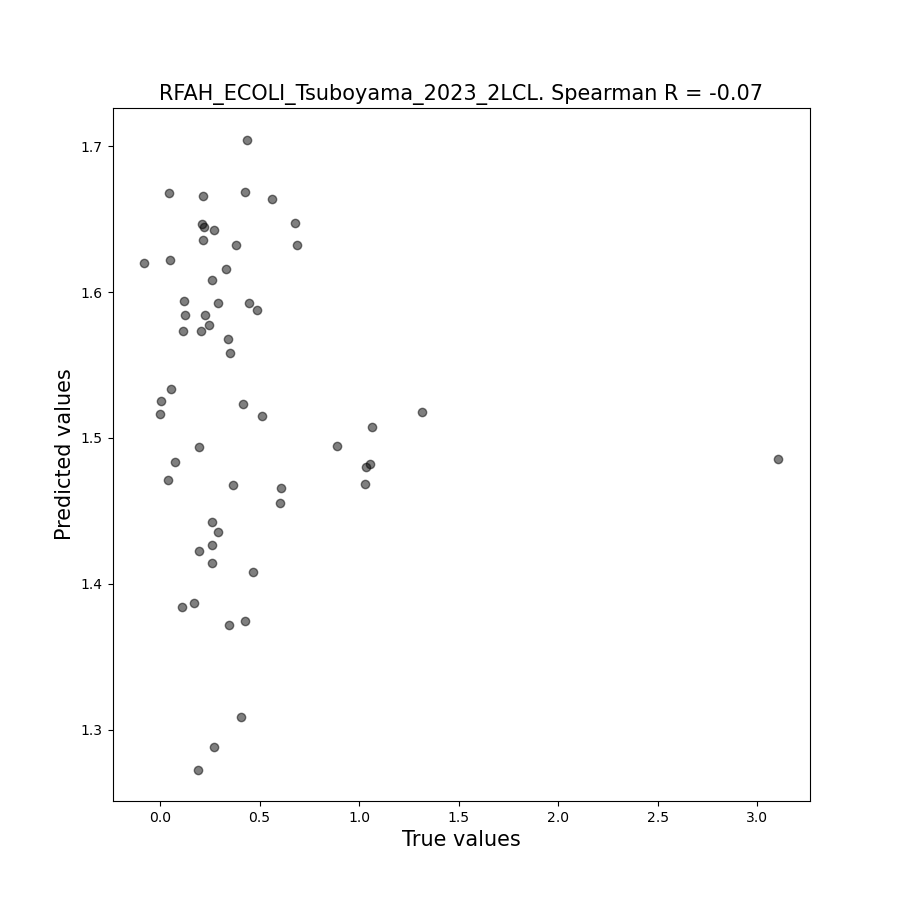 RFAH_ECOLI_Tsuboyama_2023_2LCL. Spearman R = -0.07
1.7
1.6
1.5
1.4
1.3
Predicted values
0.0 0.5 1.0 1.5 2.0 2.5 3.0
True values